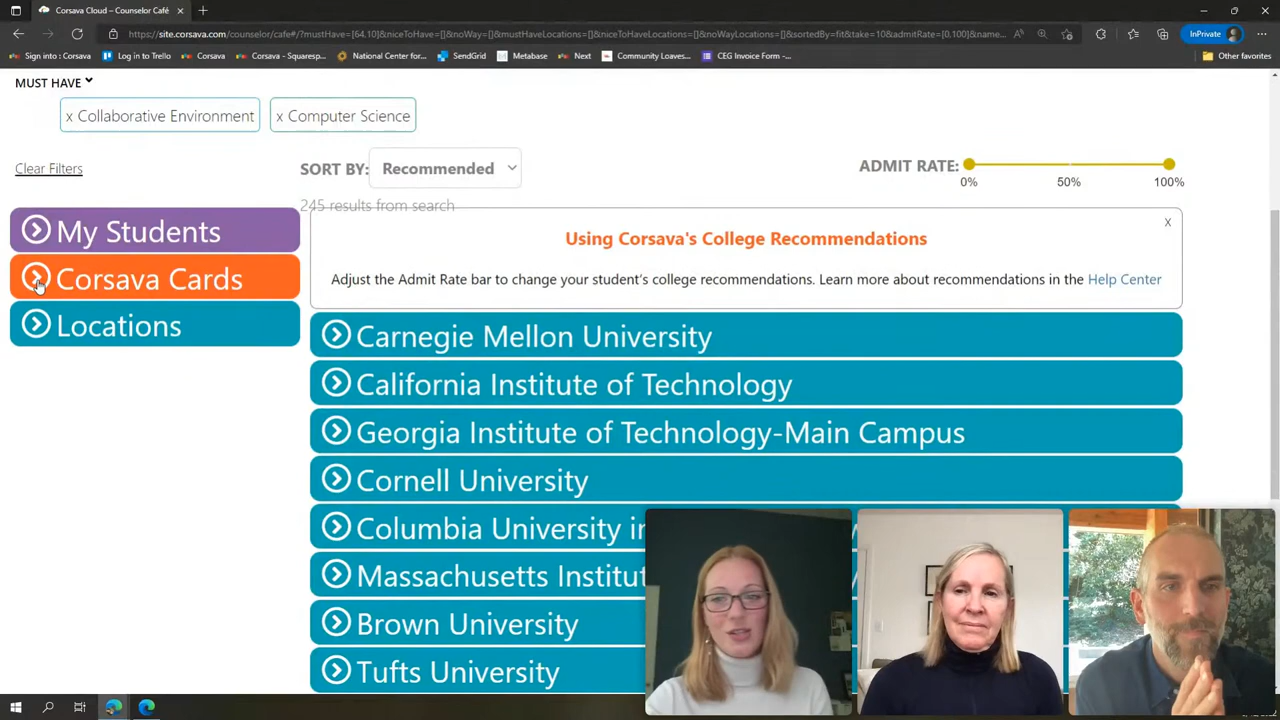 Corsava Cloud – Counselor Café
https://site.corsava.com/counselor/cafe#/?mustHave=[64,10]&niceToHave=[]&noWay=[]&mustHaveLocations=[]&niceToHaveLocations=[]&noWayLocations=[]&sortedBy=fit&take=10&admitRate=[0,100]&name...
InPrivate
Sign into : Corsava
Log in to Trello
Corsava
Corsava - Squaresp...
National Center for...
SendGrid
Metabase
Next
Community Loaves...
CEG Invoice Form -...
Other favorites
MUST HAVE
x Collaborative Environment
x Computer Science
Clear Filters
SORT BY:
Recommended
ADMIT RATE:
0%
50%
100%
245 results from search
My Students
Corsava Cards
Locations
x
Using Corsava's College Recommendations
Adjust the Admit Rate bar to change your student's college recommendations. Learn more about recommendations in the Help Center
Carnegie Mellon University
California Institute of Technology
Georgia Institute of Technology-Main Campus
Cornell University
Columbia University in
Massachusetts Institut
Brown University
Tufts University